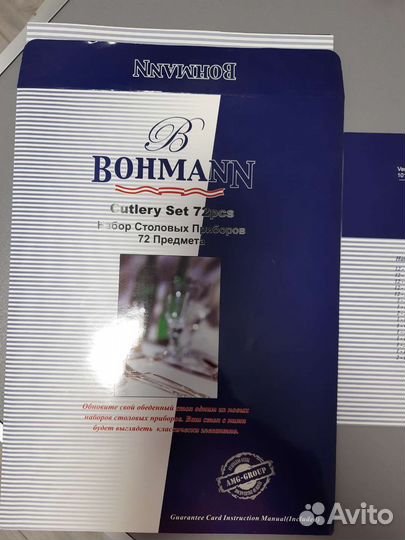 BOHMANN
B
BOHMANN
Cutlery Set 72pcs
Набор Столовых Приборов
72 Предмета
Обновите свой обеденный стол одним из новых
наборов столовых приборов. Ваш стол с ними
будет выглядеть классически элегантно.
AMG-GROUP
Guarantee Card Instruction Manual(Included)
Avito